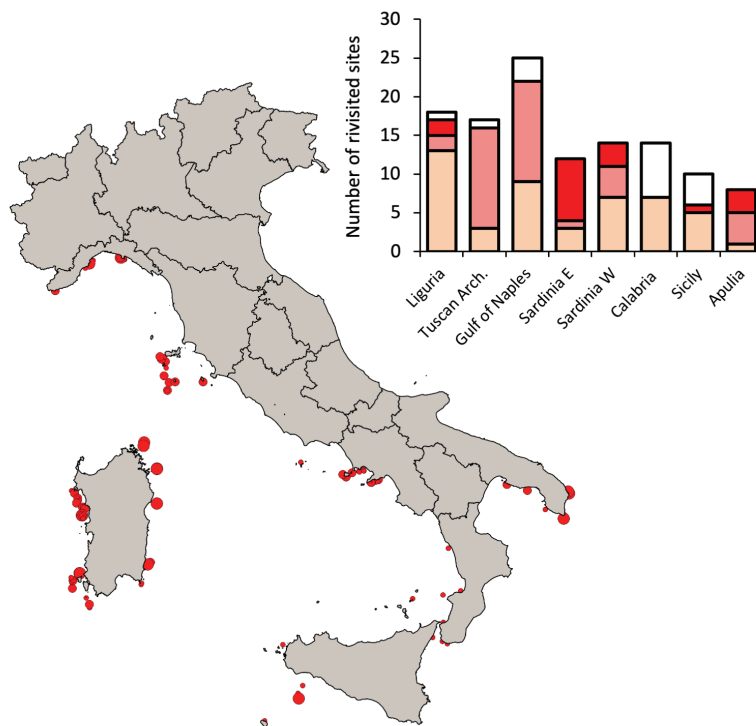 30
25
20
15
10
5
0
Number of rivisited sites
Liguria
Tuscan Arch.
Gulf of Naples
Sardinia E
Sardinia W
Calabria
Sicily
Apulia